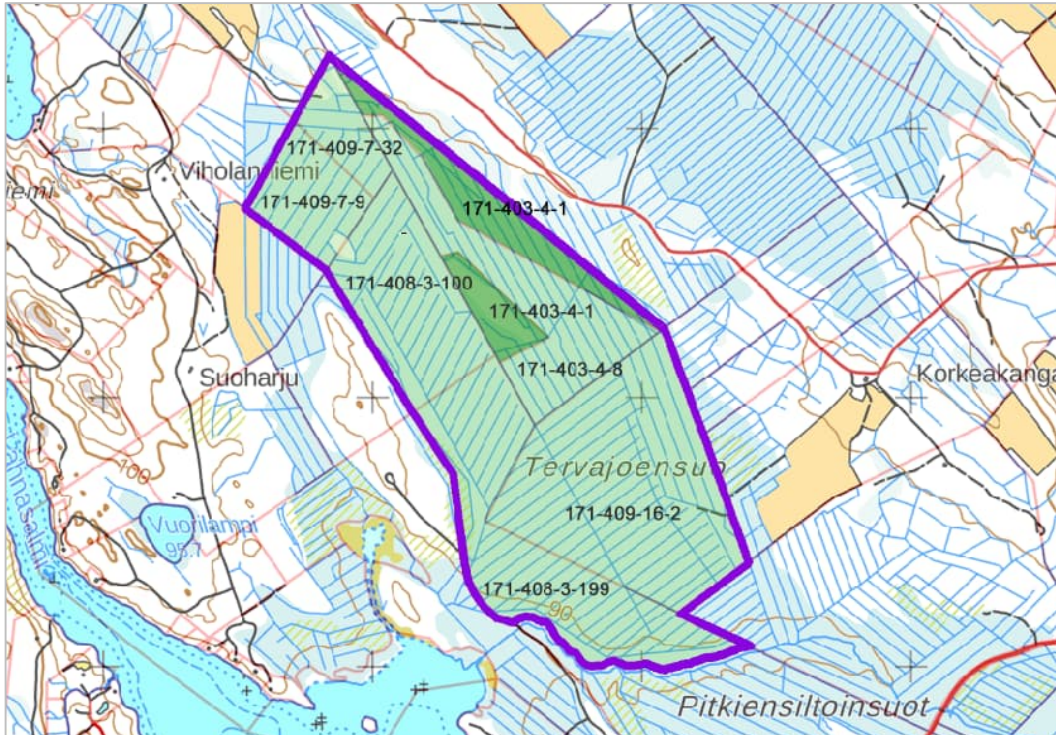 171-409-7-32
Viholanniemi
171-409-7-9
171-403-4-1
171-408-3-100
171-403-4-1
171-403-4-8
Suoharju
Korkeakanga
100
Tervajoensuo
171-409-16-2
Vuorilampi
95.7
171-408-3-199
90
Pitkiensiltoinsuot